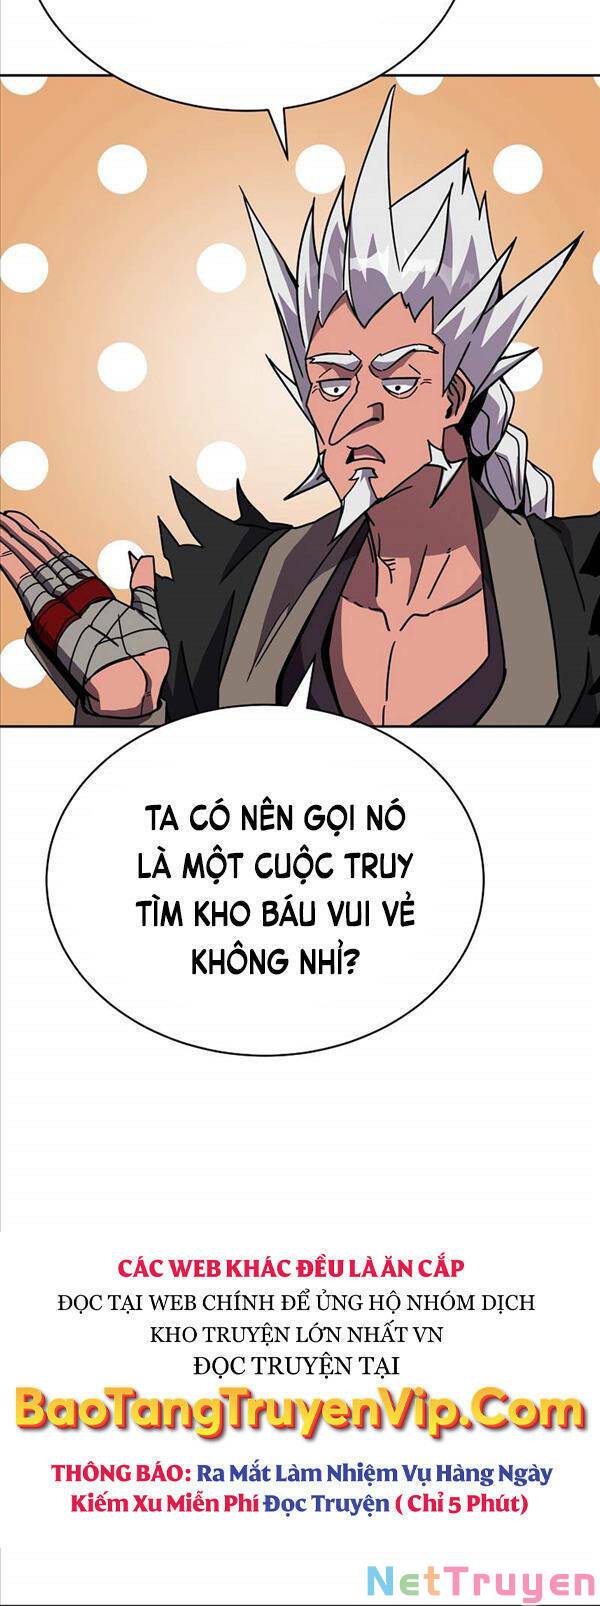 TA CÓ NÊN GỌI NÓ
LÀ MỘT CUỘC TRUY
TÌM KHO BÁU VUI VẺ
KHÔNG NHỈ?
CÁC WEB KHÁC ĐỀU LÀ ĂN CẮP
ĐỌC TẠI WEB CHÍNH ĐỂ ỦNG HỘ NHÓM DỊCH
KHO TRUYỆN LỚN NHẤT VN
ĐỌC TRUYỆN TẠI
BaoTangTruyenVip.Com
THÔNG BÁO: Ra Mắt Làm Nhiệm Vụ Hàng Ngày
Kiếm Xu Miễn Phí Đọc Truyện ( Chỉ 5 Phút)
NetTruyen